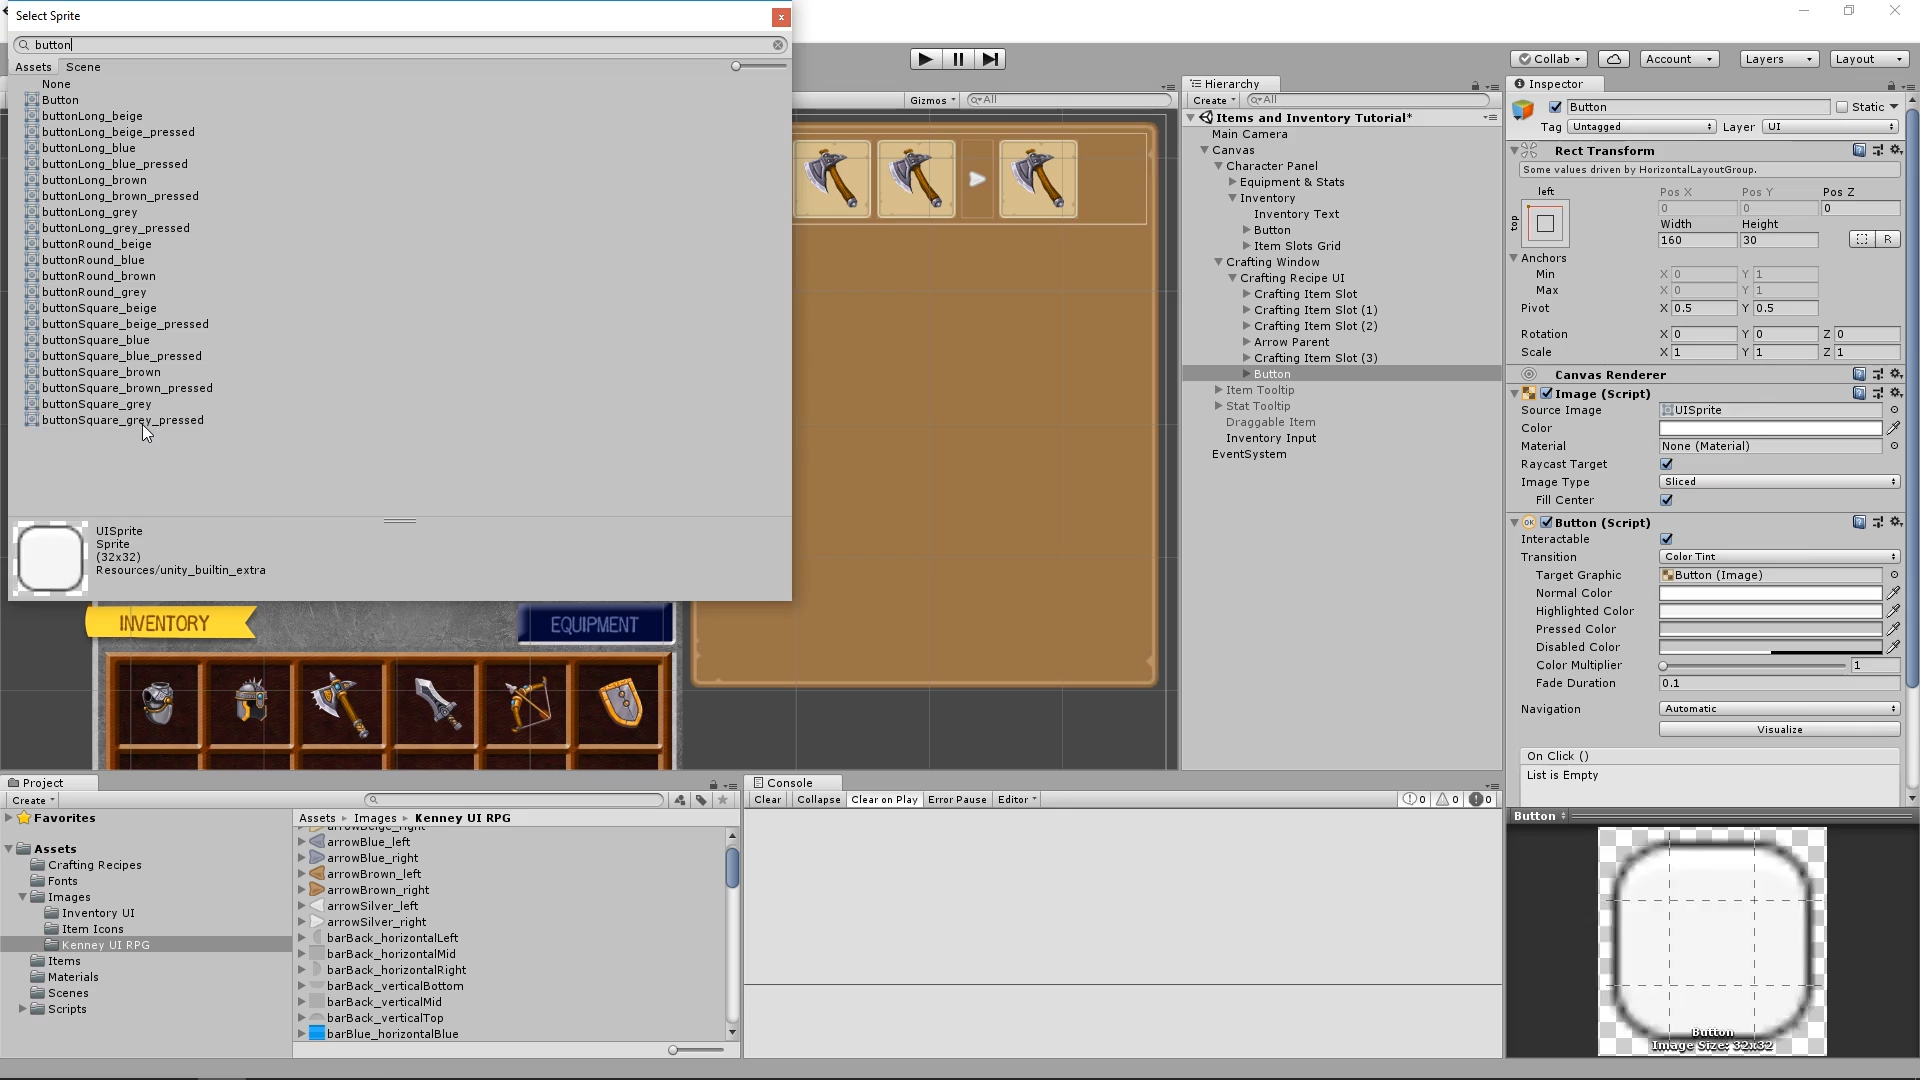 Select Sprite
x
button
Assets Scene
None
Button
buttonLong_beige
buttonLong_beige_pressed
buttonLong_blue
buttonLong_blue_pressed
buttonLong_brown
buttonLong_brown_pressed
buttonLong_grey
buttonLong_grey_pressed
buttonRound_beige
buttonRound_blue
buttonRound_brown
buttonRound_grey
buttonSquare_beige
buttonSquare_beige_pressed
buttonSquare_blue
buttonSquare_blue_pressed
buttonSquare_brown
buttonSquare_brown_pressed
buttonSquare_grey
buttonSquare_grey_pressed
UISprite
Sprite
(32x32)
Resources/unity_builtin_extra
INVENTORY
EQUIPMENT
Collab Account Layers Layout
Gizmos All
Hierarchy
Create All
Items and Inventory Tutorial*
Main Camera
Canvas
Character Panel
Equipment & Stats
Inventory
Inventory Text
Button
Item Slots Grid
Crafting Window
Crafting Recipe UI
Crafting Item Slot
Crafting Item Slot (1)
Crafting Item Slot (2)
Arrow Parent
Crafting Item Slot (3)
Button
Item Tooltip
Stat Tooltip
Draggable Item
Inventory Input
EventSystem
Inspector
Button Static
Tag Untagged Layer UI
Rect Transform
Some values driven by HorizontalLayoutGroup.
left Pos X Pos Y Pos Z
top 0 0 0
Width Height
160 30 R
Anchors
Min X 0 Y 1
Max X 0 Y 1
Pivot X 0.5 Y 0.5
Rotation X 0 Y 0 Z 0
Scale X 1 Y 1 Z 1
Canvas Renderer
Image (Script)
Source Image UISprite
Color
Material None (Material)
Raycast Target
Image Type Sliced
Fill Center
OK Button (Script)
Interactable
Transition Color Tint
Target Graphic Button (Image)
Normal Color
Highlighted Color
Pressed Color
Disabled Color
Color Multiplier 1
Fade Duration 0.1
Navigation Automatic
Visualize
On Click ()
List is Empty
Button
Button
Image Size: 32x32
Project
Create
Favorites
Assets
Crafting Recipes
Fonts
Images
Inventory UI
Item Icons
Kenney UI RPG
Items
Materials
Scenes
Scripts
Assets Images Kenney UI RPG
arrowBeige_right
arrowBlue_left
arrowBlue_right
arrowBrown_left
arrowBrown_right
arrowSilver_left
arrowSilver_right
barBack_horizontalLeft
barBack_horizontalMid
barBack_horizontalRight
barBack_verticalBottom
barBack_verticalMid
barBack_verticalTop
barBlue_horizontalBlue
Console
Clear Collapse Clear on Play Error Pause Editor 0 0 0